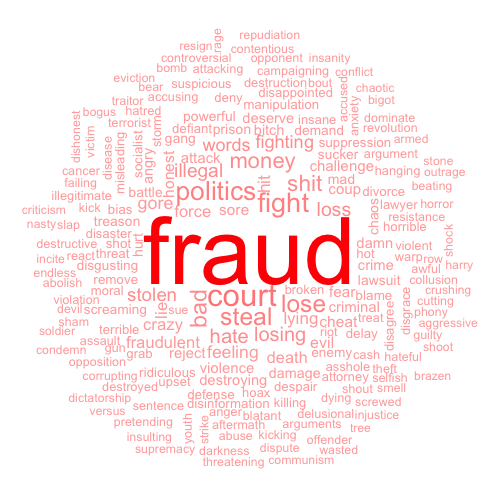 repudiation
resign rage contentious
controversial opponent insanity
bomb attacking campaigning conflict
eviction suspicious destruction bout chaotic
bear disappointed accused
traitor accusing deny manipulation anxiety bigot
bogus hatred powerful deserve insane dominate
terrorist stormd defiant prison bitch demand suppression revolution
dishonest victim gang words fighting sucker argument armed
disease misleading socialist angry honest attack money challenge hanging stone
cancer illegal mad outrage
failing battle politics hit shit coup divorce beating
illegitimate gore fight loss chaos lawyer horror
criticism kick bias force sore resistance
nasty slap treason horrible
disaster hurt fraud damn violent
destructive shot hot warp row shock
incite react threat crime awful harry
endless disgusting collusion
abolish remove broken fear lawsuit crushing
moral stolen bad court lose blame disgrace cutting
violation lie sue steal criminal phony
devil screaming lying cheat treat disagree aggressive
sham crazy hate losing riot delay guilty
soldier terrible evil
assault fraudulent shoot
condemn gun grab reject feeling enemy cash hateful
opposition death asshole theft
corrupting ridiculous violence damage attorney selfish brazen
destroyed upset destroying despair shout smell
dictatorship defense hoax dying screwed
versus sentence disinformation killing
pretending youth anger blatant delusional injustice
strike aftermath arguments tree
insulting abuse kicking offender
supremacy darkness dispute wasted
threatening communism